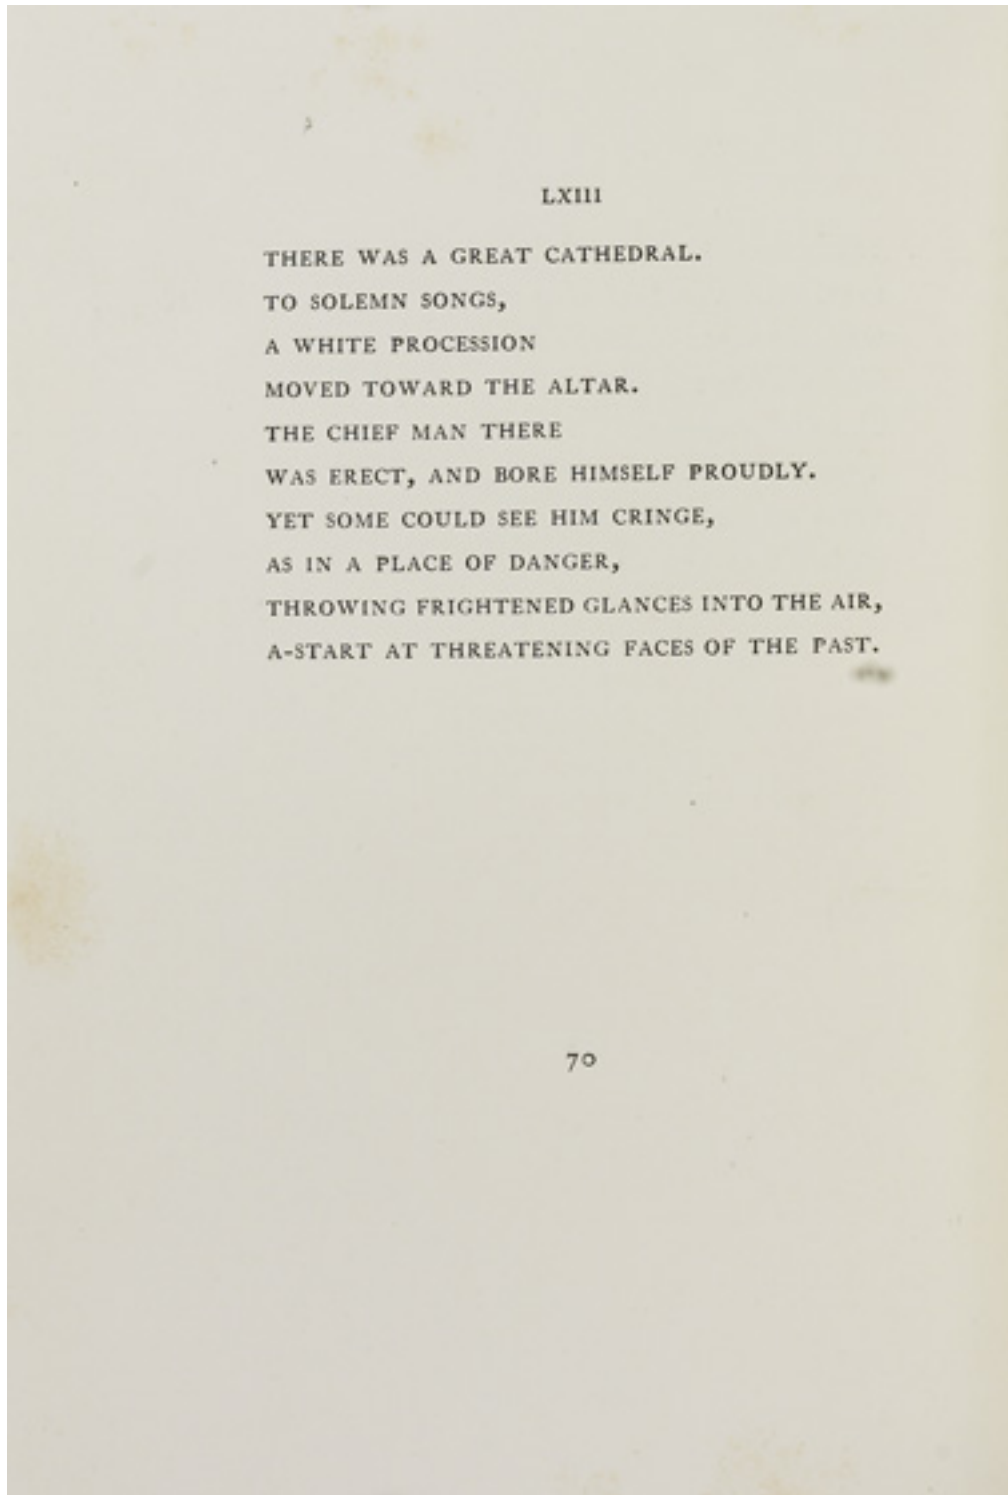 LXIII
THERE WAS A GREAT CATHEDRAL.
TO SOLEMN SONGS,
A WHITE PROCESSION
MOVED TOWARD THE ALTAR.
THE CHIEF MAN THERE
WAS ERECT, AND BORE HIMSELF PROUDLY.
YET SOME COULD SEE HIM CRINGE,
AS IN A PLACE OF DANGER,
THROWING FRIGHTENED GLANCES INTO THE AIR,
A-START AT THREATENING FACES OF THE PAST.
70